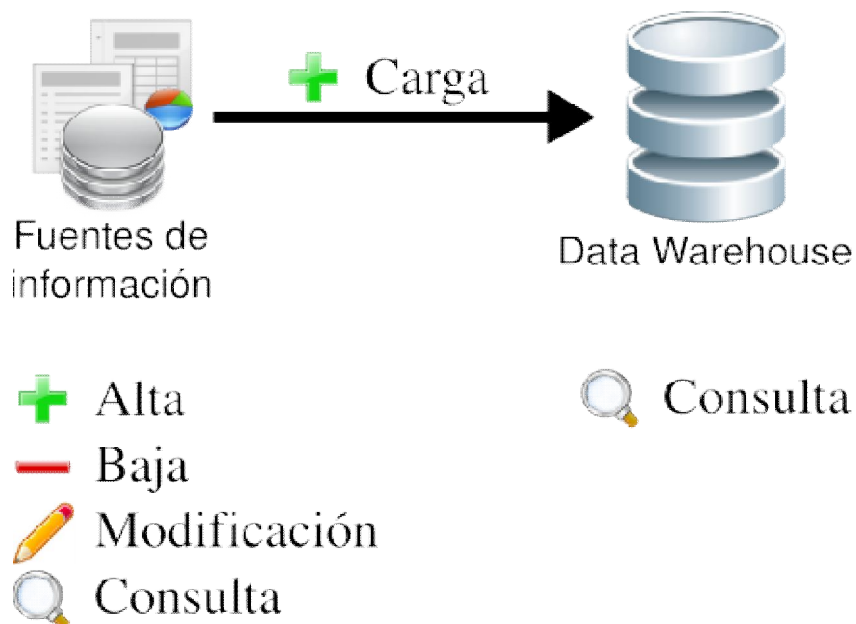 Carga
Fuentes de
información
Data Warehouse
Alta
Baja
Modificación
Consulta
Consulta